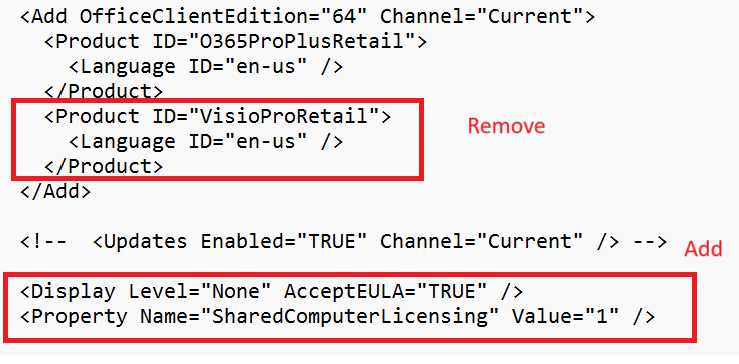 <Add OfficeClientEdition="64" Channel="Current">
<Product ID="O365ProPlusRetail">
<Language ID="en-us" />
</Product>
<Product ID="VisioProRetail">
Remove
<Language ID="en-us" />
</Product>
</Add>
<!--  <Updates Enabled="TRUE" Channel="Current" /> -->
Add
<Display Level="None" AcceptEULA="TRUE" />
<Property Name="SharedComputerLicensing" Value="1" />